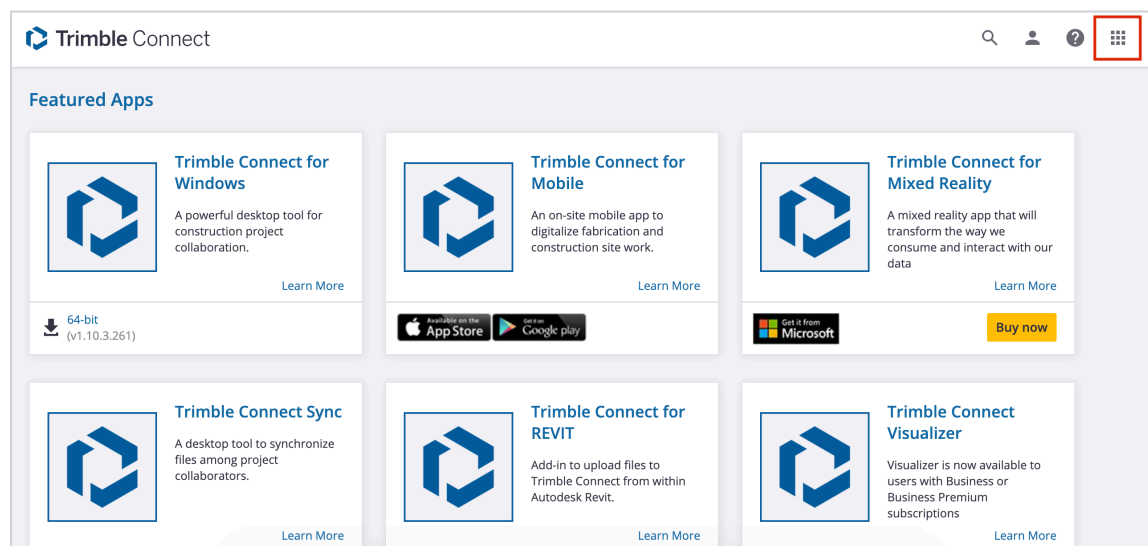 Trimble Connect
Featured Apps
Trimble Connect for
Windows
A powerful desktop tool for
construction project
collaboration.
Learn More
64-bit
(v1.10.3.261)
Trimble Connect for
Mobile
An on-site mobile app to
digitalize fabrication and
construction site work.
Learn More
Available on the
App Store
Get it on
Google play
Trimble Connect for
Mixed Reality
A mixed reality app that will
transform the way we
consume and interact with our
data
Learn More
Get it from
Microsoft
Buy now
Trimble Connect Sync
A desktop tool to synchronize
files among project
collaborators.
Learn More
Trimble Connect for
REVIT
Add-in to upload files to
Trimble Connect from within
Autodesk Revit.
Learn More
Trimble Connect
Visualizer
Visualizer is now available to
users with Business or
Business Premium
subscriptions
Learn More